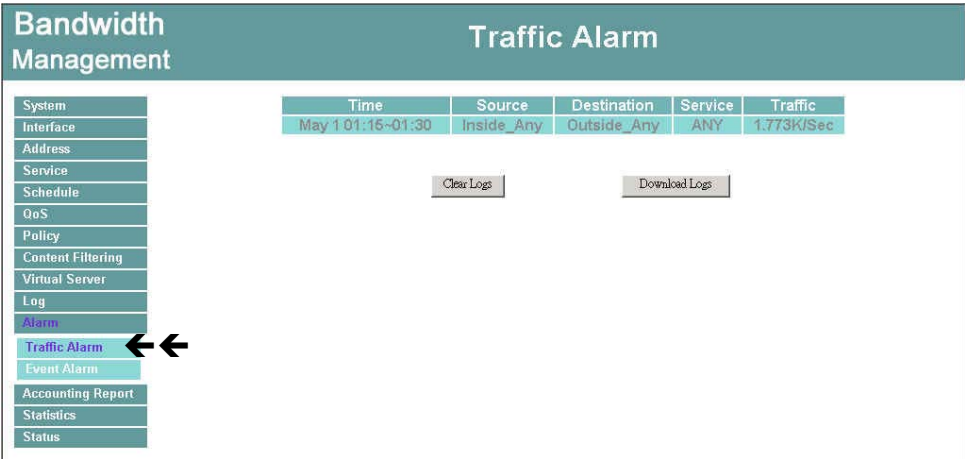 Bandwidth
Management
Traffic Alarm
System
Interface
Address
Service
Schedule
QoS
Policy
Content Filtering
Virtual Server
Log
Alarm
Traffic Alarm
Event Alarm
Accounting Report
Statistics
Status
Time Source Destination Service Traffic
May 1 01:15~01:30 Inside_Any Outside_Any ANY 1.773K/Sec
Clear Logs Download Logs